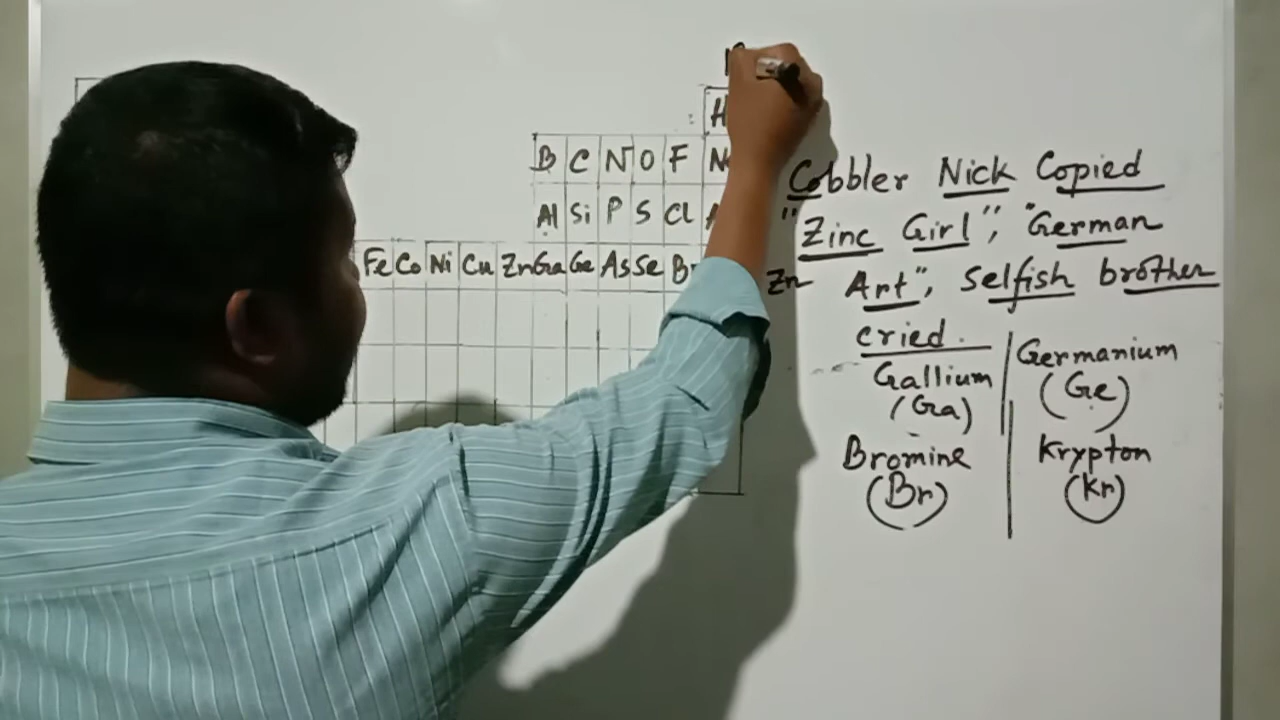 H
B C N O F
Al Si P S Cl
Fe Co Ni Cu Zn Ga Ge As Se
Cobbler Nick Copied
"Zinc Girl", "German
Zn Art", Selfish brother
cried.
Gallium
(Ga)
Germanium
(Ge)
Bromine
(Br)
Krypton
(Kr)